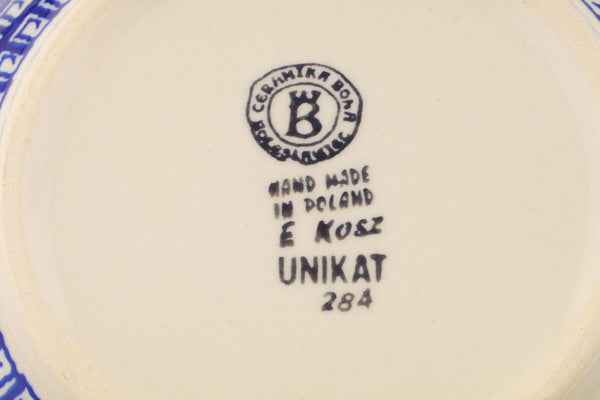 CERAMIKA BONA
BOLESŁAWIEC
B
HAND MADE
IN POLAND
E KOSZ
UNIKAT
284